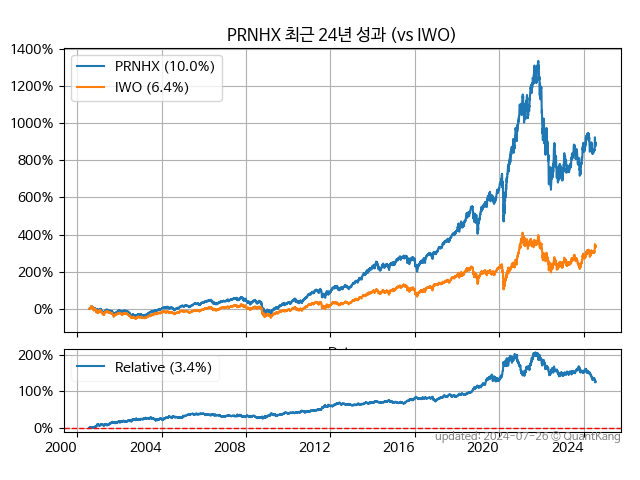 PRNHX 최근 24년 성과 (vs IWO)
1400%
1200%
1000%
800%
600%
400%
200%
0%
PRNHX (10.0%)
IWO (6.4%)
200%
100%
0%
Relative (3.4%)
updated: 2024-07-26 © QuantKang
2000 2004 2008 2012 2016 2020 2024